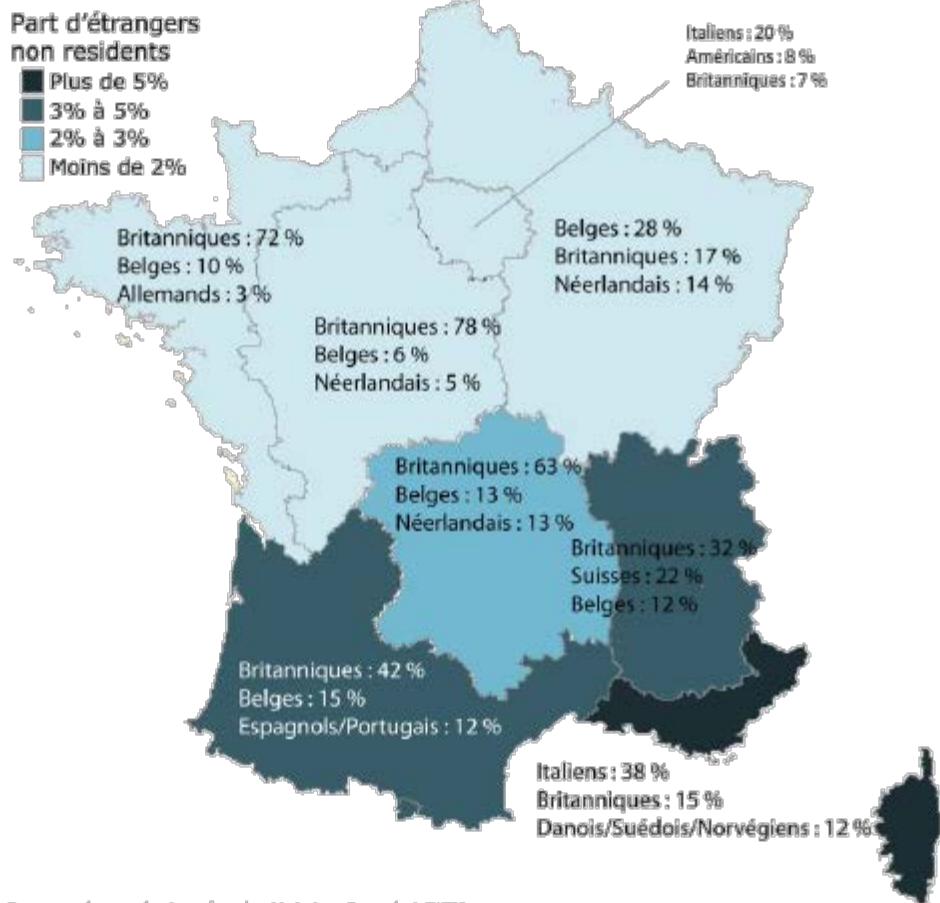 Part d'étrangers
non residents
Plus de 5%
3% à 5%
2% à 3%
Moins de 2%
Italiens : 20 %
Américains : 8 %
Britanniques : 7 %
Britanniques : 72 %
Belges : 10 %
Allemands : 3 %
Belges : 28 %
Britanniques : 17 %
Néerlandais : 14 %
Britanniques : 78 %
Belges : 6 %
Néerlandais : 5 %
Britanniques : 63 %
Belges : 13 %
Néerlandais : 13 %
Britanniques : 32 %
Suisses : 22 %
Belges : 12 %
Britanniques : 42 %
Belges : 15 %
Espagnols/Portugais : 12 %
Italiens : 38 %
Britanniques : 15 %
Danois/Suédois/Norvégiens : 12 %